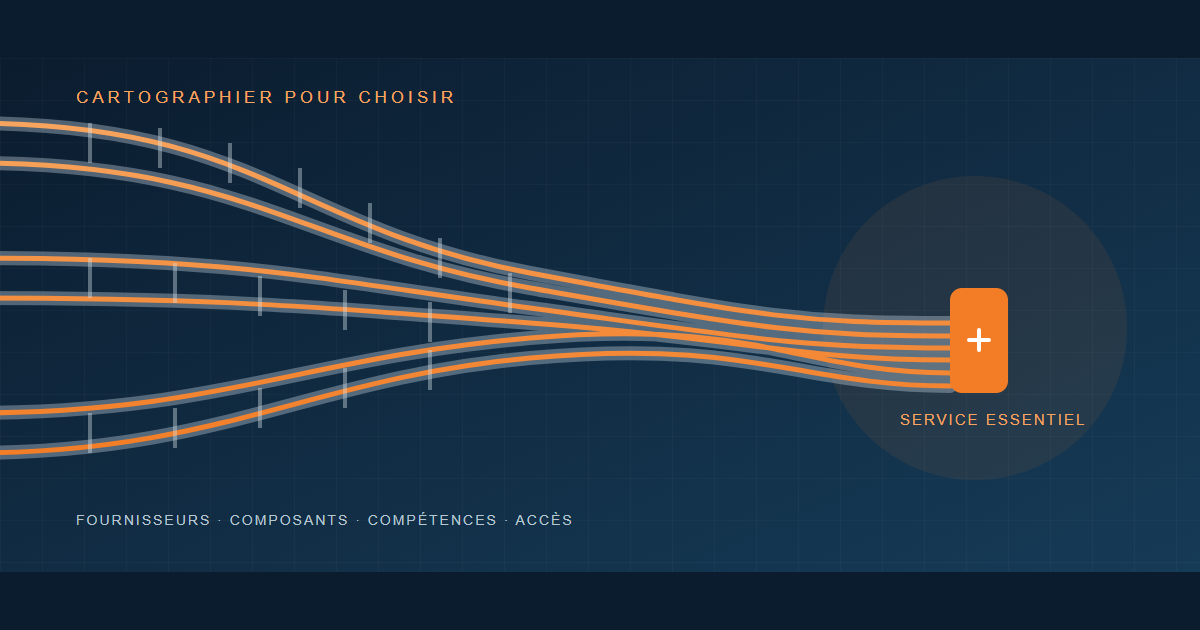 CARTOGRAPHIER POUR CHOISIR
SERVICE ESSENTIEL
FOURNISSEURS · COMPOSANTS · COMPÉTENCES · ACCÈS